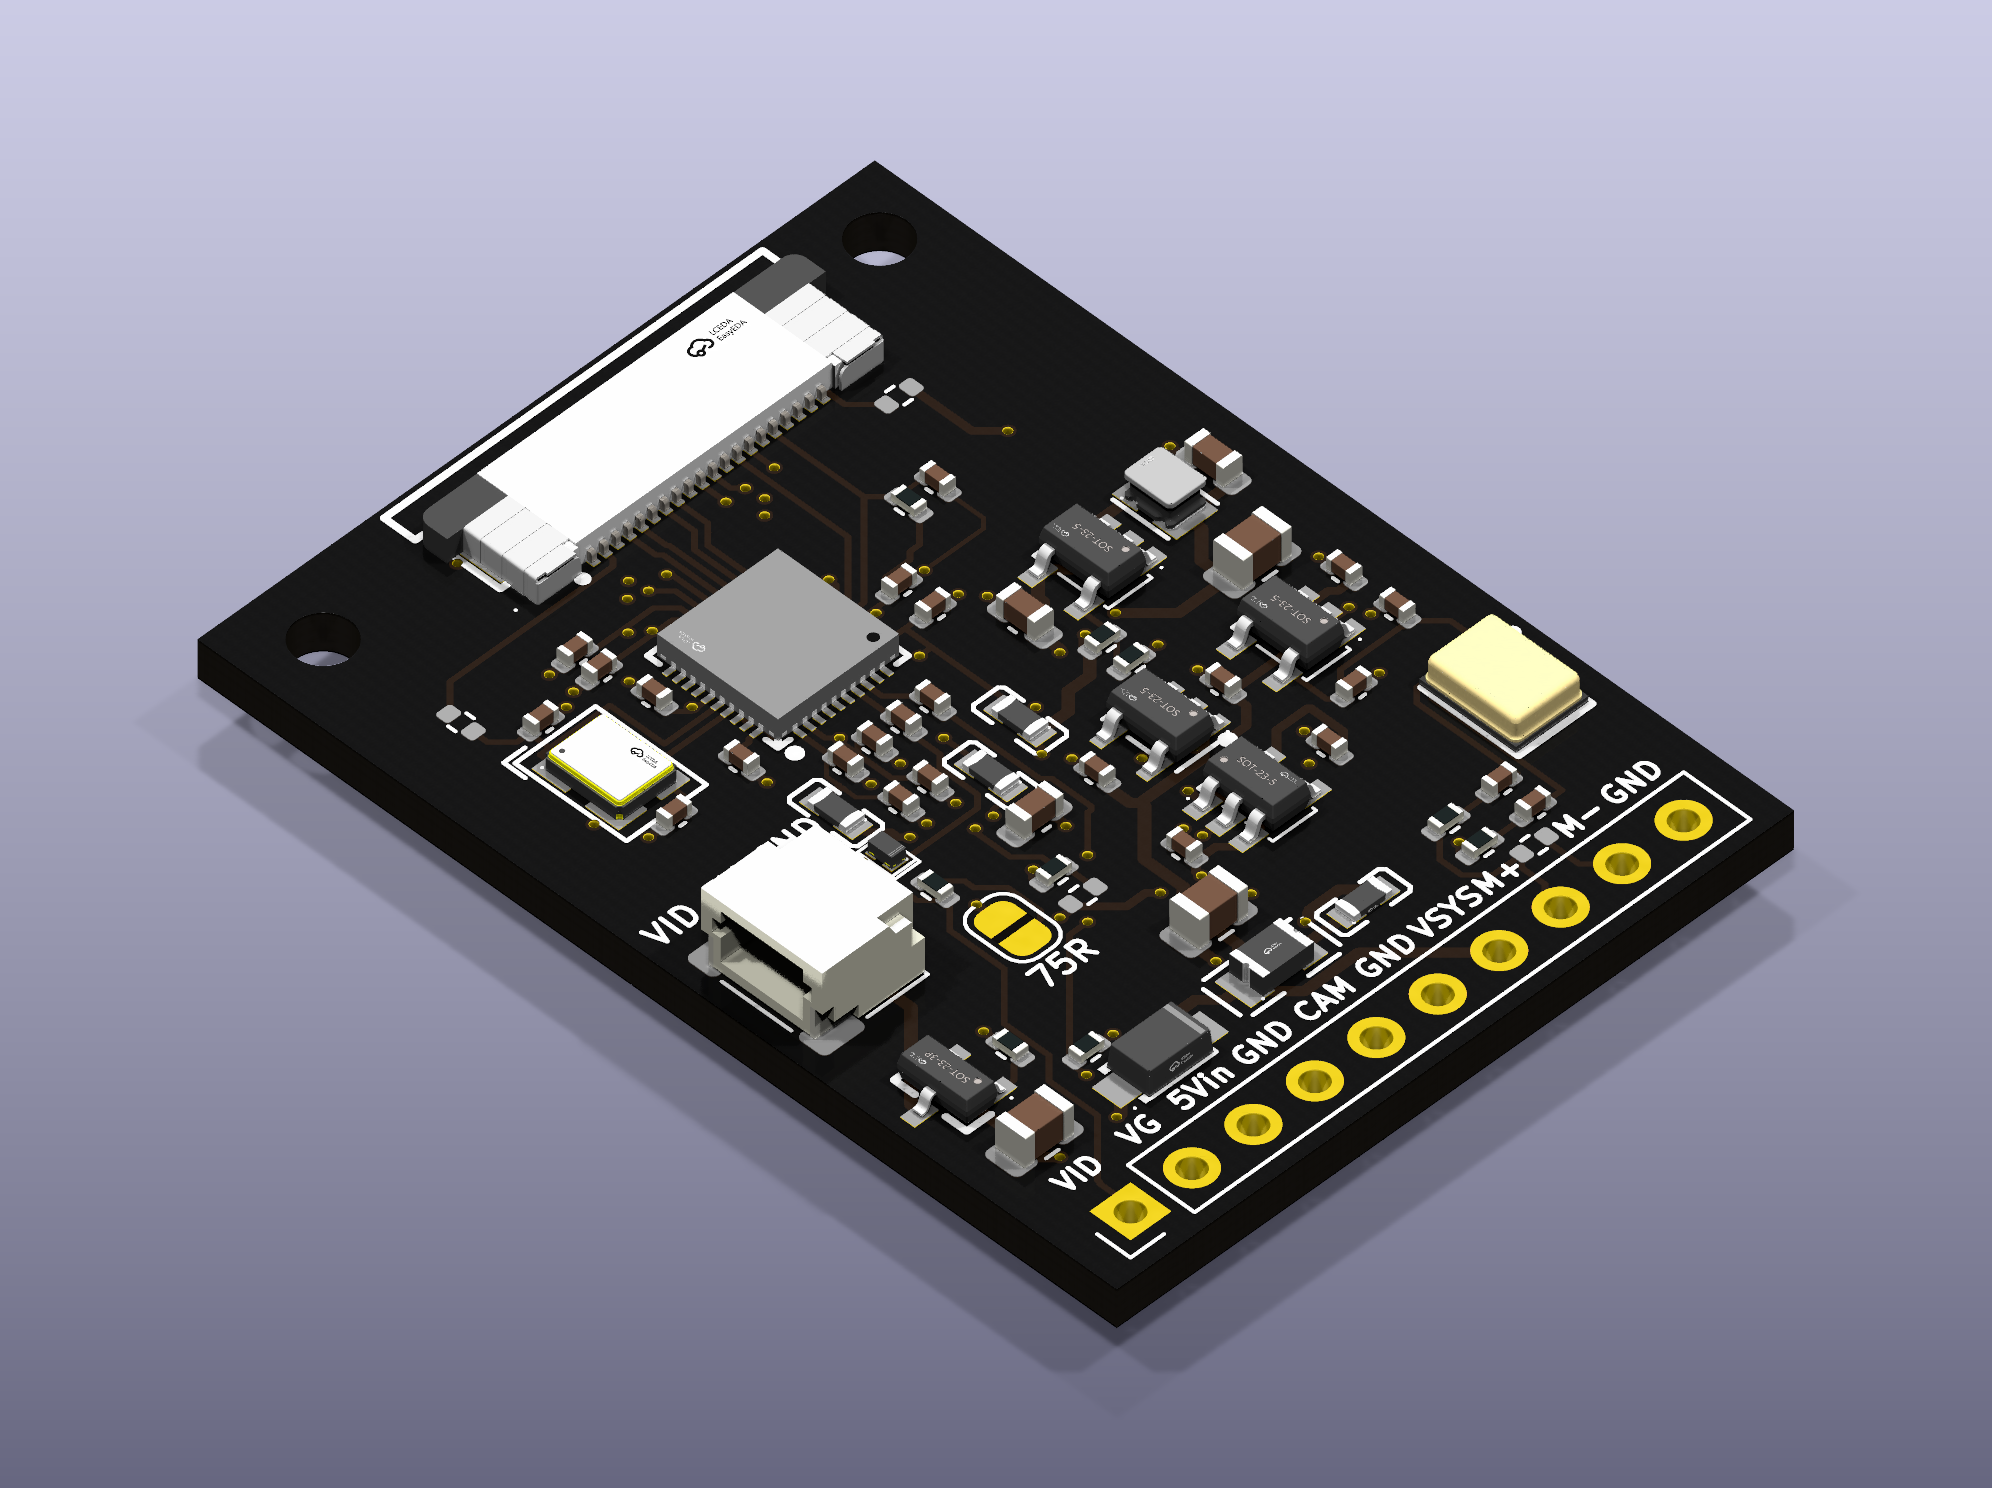 LCEDA
EasyEDA
SOT-23-5
SOT-23-5
SOT-23-5
SOT-23-5
ND
VID
75R
SOT-23-3P
VID
VG
5Vin
GND
CAM
GND
VSYS
M+
M-
GND